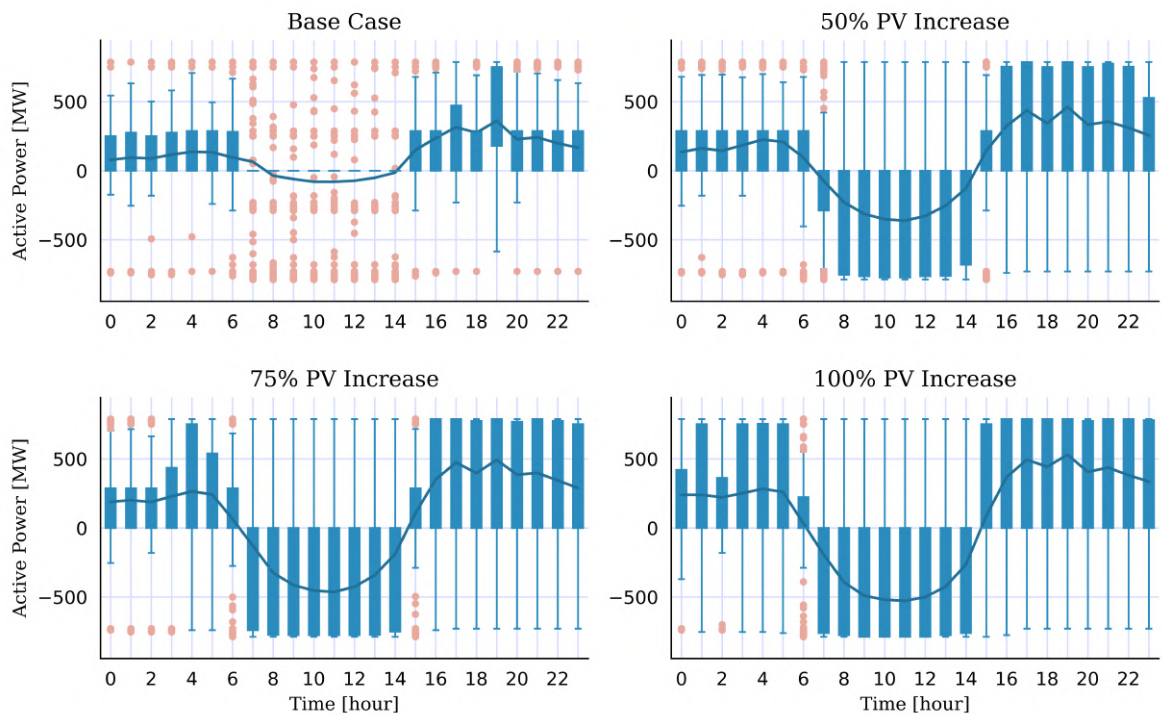 Base Case
50% PV Increase
Active Power [MW]
500
0
−500
0 2 4 6 8 10 12 14 16 18 20 22
500
0
−500
0 2 4 6 8 10 12 14 16 18 20 22
75% PV Increase
100% PV Increase
Active Power [MW]
500
0
−500
0 2 4 6 8 10 12 14 16 18 20 22
Time [hour]
500
0
−500
0 2 4 6 8 10 12 14 16 18 20 22
Time [hour]